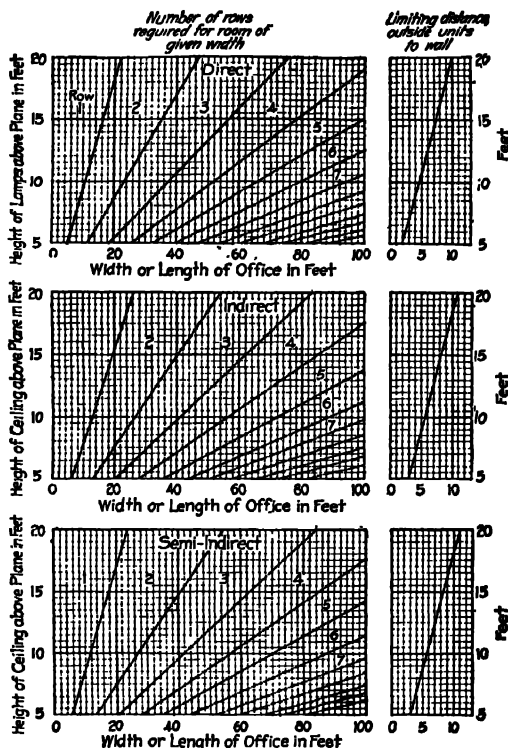 Number of rows
required for room of
given width
Limiting distance,
outside units
to wall
Height of Lamps above Plane in Feet
20
15
10
5
Direct
Row
1
2
3
4
5
6
7
0 20 40 60 80 100
Width or Length of Office in Feet
20
15
10
5
Feet
0 5 10
Height of Ceiling above Plane in Feet
20
15
10
5
Indirect
1
2
3
4
5
6
7
0 20 40 60 80 100
Width or Length of Office in Feet
20
15
10
5
Feet
0 5 10
Height of Ceiling above Plane in Feet
20
15
10
5
Semi-Indirect
1
2
3
4
5
6
7
0 20 40 60 80 100
Width or Length of Office in Feet
20
15
10
5
Feet
0 5 10